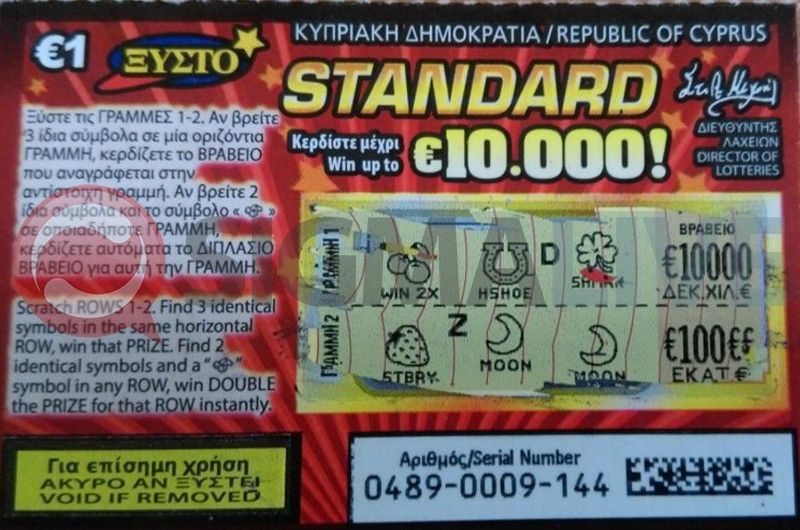 €1
ΞΥΣΤΟ
ΚΥΠΡΙΑΚΗ ΔΗΜΟΚΡΑΤΙΑ / REPUBLIC OF CYPRUS
STANDARD
Κερδίστε μέχρι
Win up to
€10.000!
ΔΙΕΥΘΥΝΤΗΣ
ΛΑΧΕΙΩΝ
DIRECTOR OF
LOTTERIES
Ξύστε τις ΓΡΑΜΜΕΣ 1-2. Αν βρείτε
3 ίδια σύμβολα σε μία οριζόντια
ΓΡΑΜΜΗ, κερδίζετε το ΒΡΑΒΕΙΟ
που αναγράφεται στην
αντίστοιχη γραμμή. Αν βρείτε 2
ίδια σύμβολα και το σύμβολο « »
σε οποιαδήποτε ΓΡΑΜΜΗ,
κερδίζετε αυτόματα το ΔΙΠΛΑΣΙΟ
ΒΡΑΒΕΙΟ για αυτή την ΓΡΑΜΜΗ.
Scratch ROWS 1-2. Find 3 identical
symbols in the same horizontal
ROW, win that PRIZE. Find 2
identical symbols and a " "
symbol in any ROW, win DOUBLE
the PRIZE for that ROW instantly.
ΓΡΑΜΜΗ 1
WIN 2X
HSHOE
D
ΒΡΑΒΕΙΟ
€10000
ΔΕΚ.ΧΙΛ.€
ΓΡΑΜΜΗ 2
STBRY
Z
MOON
MOON
€100€€
ΕΚΑΤ€
SIGMALIVE
Για επίσημη χρήση
ΑΚΥΡΟ ΑΝ ΞΥΣΤΕΙ
VOID IF REMOVED
Αριθμός/Serial Number
0489-0009-144